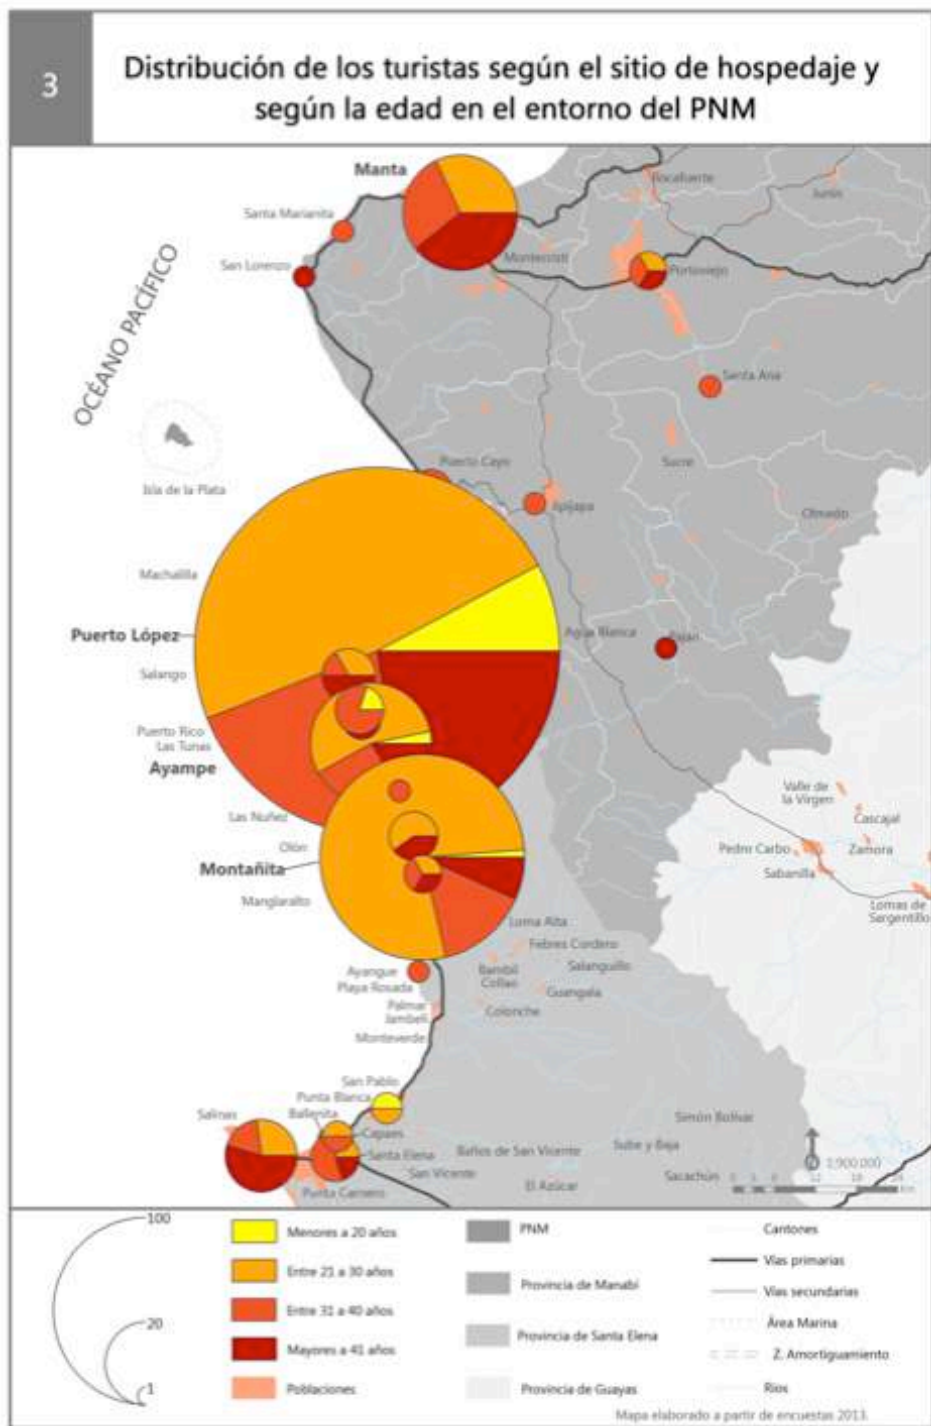 3
Distribución de los turistas según el sitio de hospedaje y
según la edad en el entorno del PNM
Manta
Rocafuerte
Junín
Santa Marianita
San Lorenzo
Montecristi
Portoviejo
OCÉANO PACÍFICO
Santa Ana
Isla de la Plata
Puerto Cayo
Sucre
Jipijapa
Olmedo
Machalilla
Puerto López
Agua Blanca
Paján
Salango
Puerto Rico
Las Tunas
Ayampe
Valle de
la Virgen
Cascajal
Las Nuñez
Olón
Pedro Carbo
Zamora
Montañita
Sabanilla
Manglaralto
Lomas de
Sargentillo
Loma Alta
Febres Cordero
Ayangue
Bambil
Collao
Salanguillo
Playa Rosada
Guangala
Palmar
Jambelí
Colonche
Monteverde
San Pablo
Punta Blanca
Ballenita
Salinas
Capaes
Simón Bolívar
Santa Elena
Baños de San Vicente
Sube y Baja
N
1:900 000
San Vicente
Sacachún
Punta Carnero
El Azúcar
0 4 8 12 18 24
Km
100
20
1
Menores a 20 años
Entre 21 a 30 años
Entre 31 a 40 años
Mayores a 41 años
Poblaciones
PNM
Provincia de Manabí
Provincia de Santa Elena
Provincia de Guayas
Cantones
Vías primarias
Vías secundarias
Área Marina
Z. Amortiguamiento
Ríos
Mapa elaborado a partir de encuestas 2013.